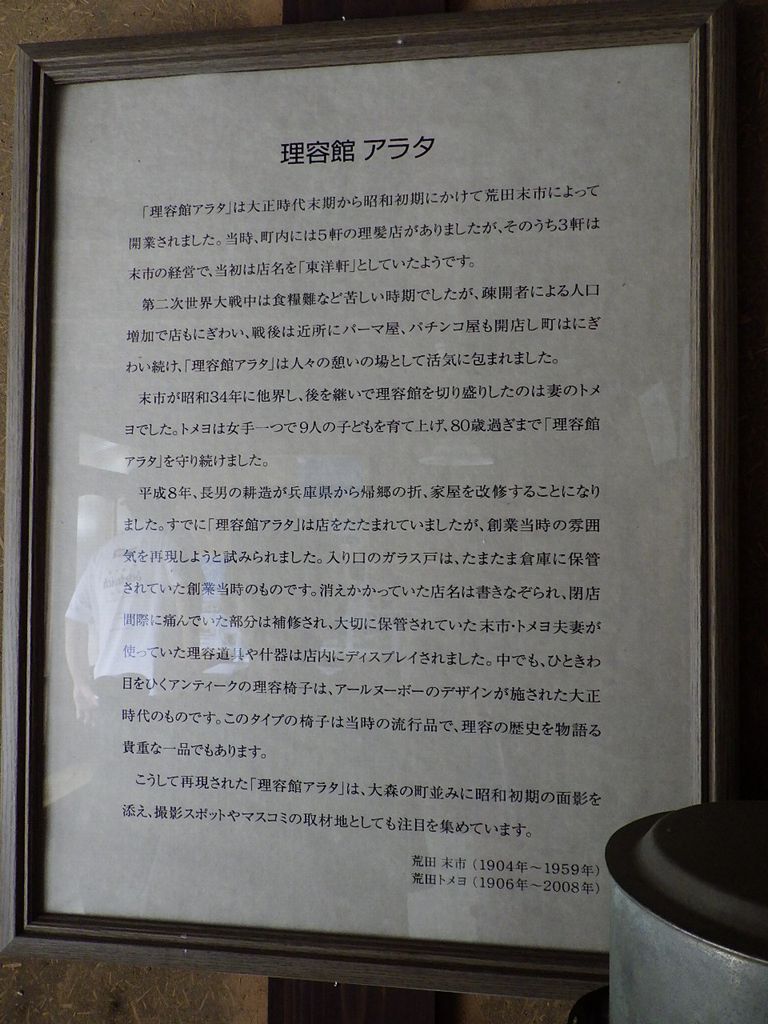 理容館 アラタ
「理容館アラタ」は大正時代末期から昭和初期にかけて荒田末市によって
開業されました。当時、町内には5軒の理髪店がありましたが、そのうち3軒は
末市の経営で、当初は店名を「東洋軒」としていたようです。
第二次世界大戦中は食糧難など苦しい時期でしたが、疎開者による人口
増加で店もにぎわい、戦後は近所にパーマ屋、パチンコ屋も開店し町はにぎ
わい続け、「理容館アラタ」は人々の憩いの場として活気に包まれました。
末市が昭和34年に他界し、後を継いで理容館を切り盛りしたのは妻のトメ
ヨでした。トメヨは女手一つで9人の子どもを育て上げ、80歳過ぎまで「理容館
アラタ」を守り続けました。
平成8年、長男の耕造が兵庫県から帰郷の折、家屋を改修することになり
ました。すでに「理容館アラタ」は店をたたまれていましたが、創業当時の雰囲
気を再現しようと試みられました。入り口のガラス戸は、たまたま倉庫に保管
されていた創業当時のものです。消えかかっていた店名は書きなぞられ、閉店
間際に痛んでいた部分は補修され、大切に保管されていた末市・トメヨ夫妻が
使っていた理容道具や什器は店内にディスプレイされました。中でも、ひときわ
目をひくアンティークの理容椅子は、アールヌーボーのデザインが施された大正
時代のものです。このタイプの椅子は当時の流行品で、理容の歴史を物語る
貴重な一品でもあります。
こうして再現された「理容館アラタ」は、大森の町並みに昭和初期の面影を
添え、撮影スポットやマスコミの取材地としても注目を集めています。
荒田 末市（1904年～1959年）
荒田トメヨ（1906年～2008年）